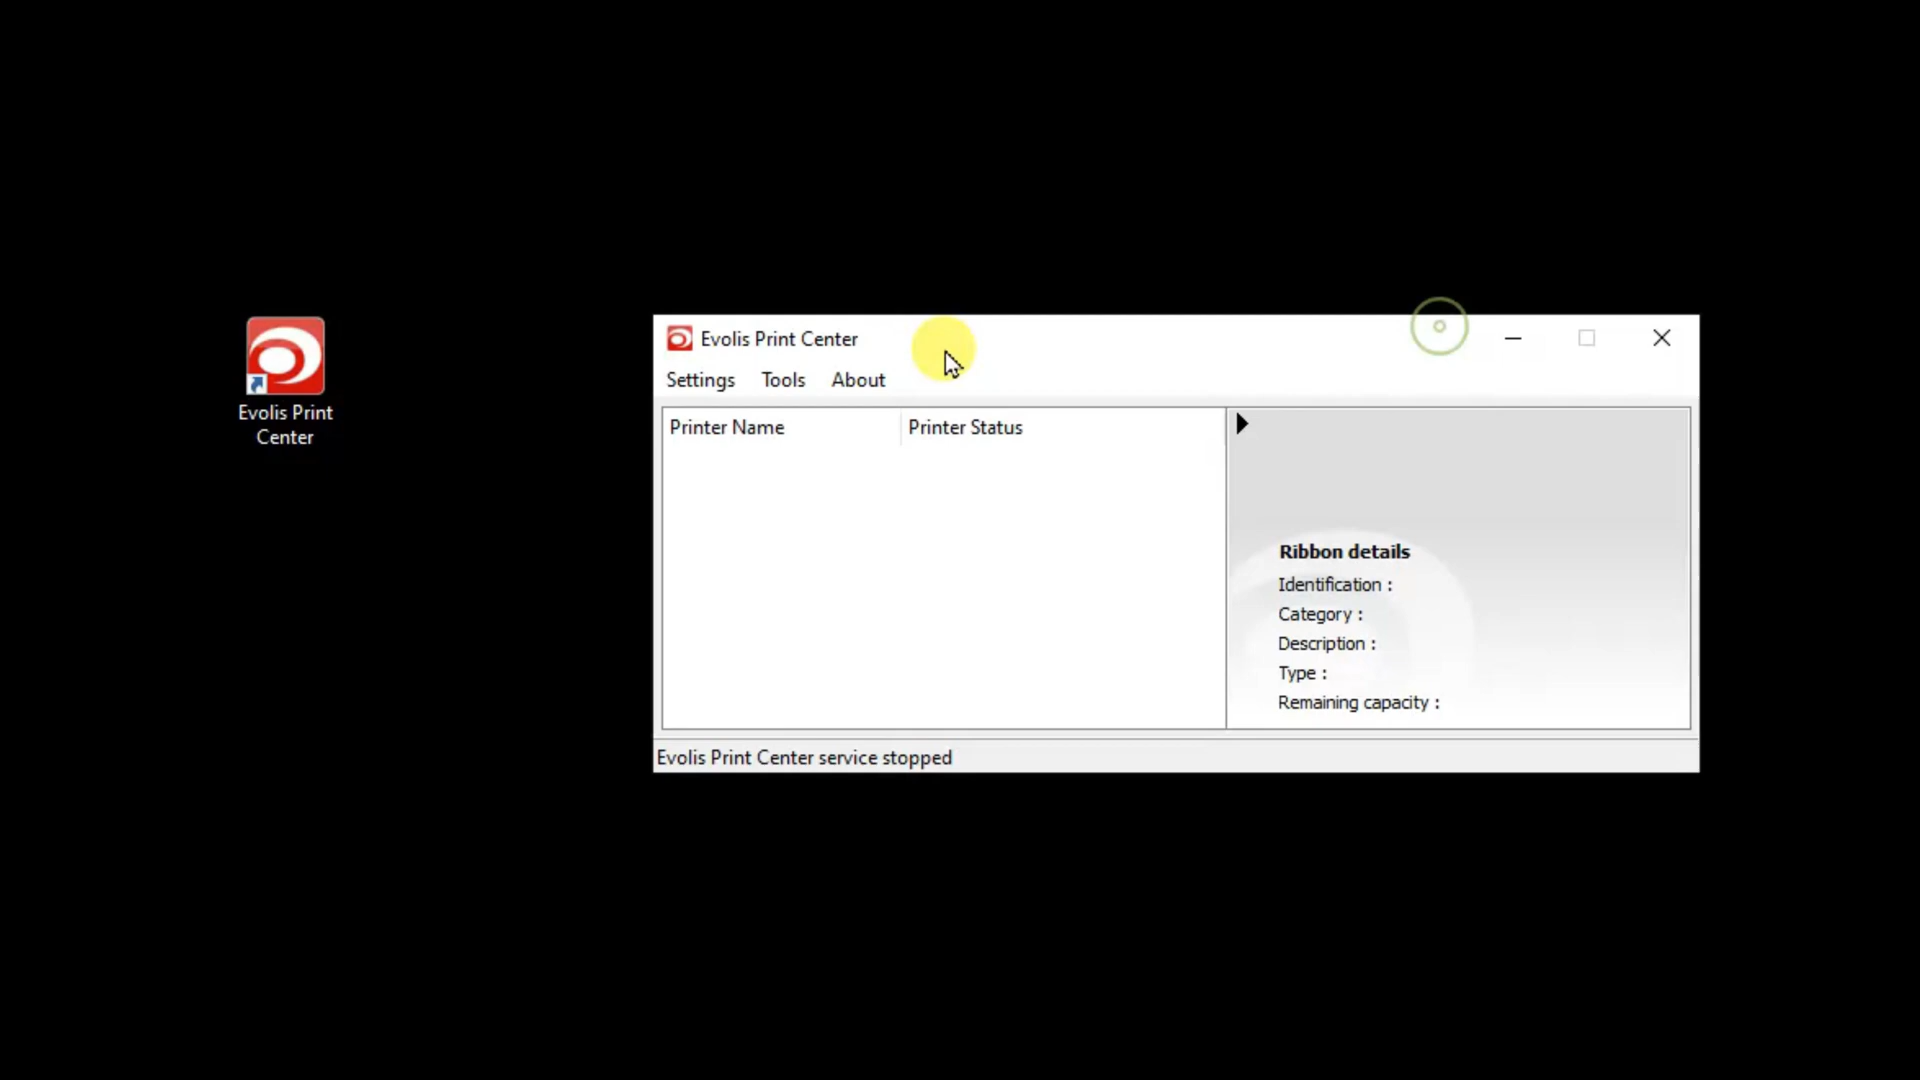 Evolis Print
Center
Evolis Print Center
Settings Tools About
Printer Name Printer Status
Ribbon details
Identification :
Category :
Description :
Type :
Remaining capacity :
Evolis Print Center service stopped